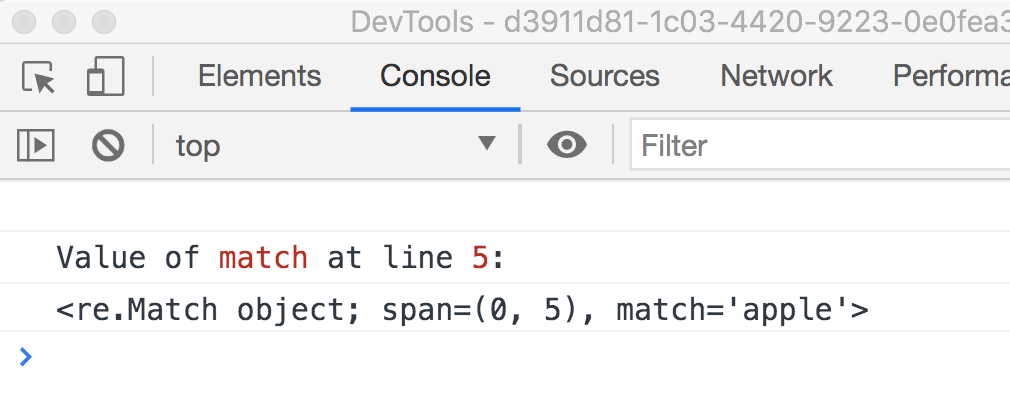 DevTools - d3911d81-1c03-4420-9223-0e0fea3
Elements Console Sources Network Performa
top Filter
Value of match at line 5:
<re.Match object; span=(0, 5), match='apple'>